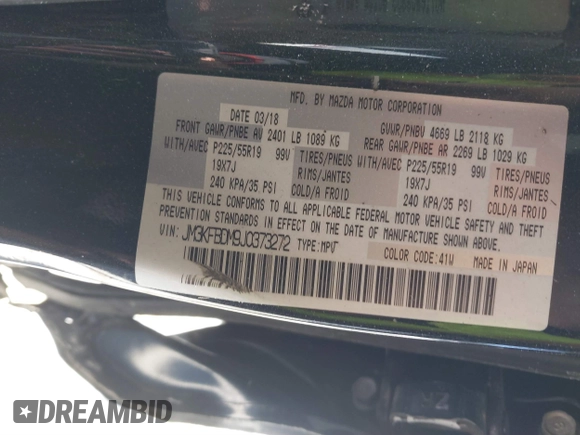 MFD. BY MAZDA MOTOR CORPORATION
DATE 03/18
GVWR/PNBV 4669 LB 2118 KG
FRONT GAWR/PNBE AV 2401 LB 1089 KG
REAR GAWR/PNBE AR 2269 LB 1029 KG
WITH/AVEC P225/55R19 99V TIRES/PNEUS
WITH/AVEC P225/55R19 99V TIRES/PNEUS
19X7J RIMS/JANTES
19X7J RIMS/JANTES
240 KPA/35 PSI COLD/A FROID
240 KPA/35 PSI COLD/A FROID
THIS VEHICLE CONFORMS TO ALL APPLICABLE FEDERAL MOTOR VEHICLE SAFETY AND THEFT
PREVENTION STANDARDS IN EFFECT ON THE DATE OF MANUFACTURE SHOWN ABOVE.
VIN: JM3KFBDM9J0373272 TYPE:MPV
COLOR CODE:41W MADE IN JAPAN
DREAMBID